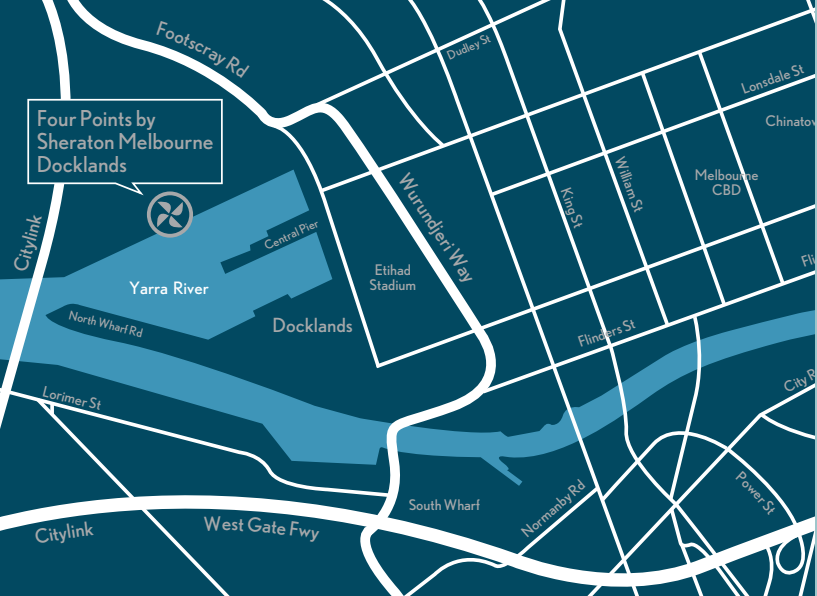 Footscray Rd
Dudley St
Lonsdale St
Four Points by
Sheraton Melbourne
Docklands
Chinatow
William St
Melbourne
CBD
King St
Wurundjeri Way
Citylink
Central Pier
Etihad
Stadium
Yarra River
Fli
North Wharf Rd
Docklands
Flinders St
City R
Lorimer St
Power St
South Wharf
Normanby Rd
Citylink
West Gate Fwy